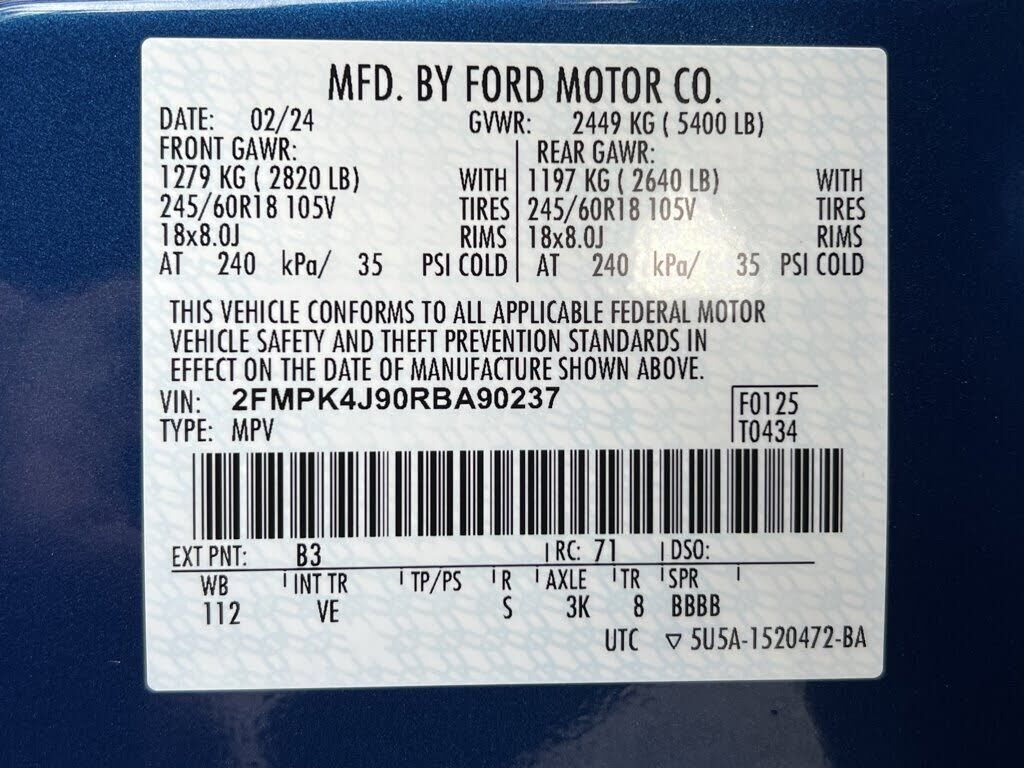 MFD. BY FORD MOTOR CO.
DATE: 02/24 GVWR: 2449 KG ( 5400 LB)
FRONT GAWR: REAR GAWR:
1279 KG ( 2820 LB) WITH 1197 KG ( 2640 LB) WITH
245/60R18 105V TIRES 245/60R18 105V TIRES
18x8.0J RIMS 18x8.0J RIMS
AT 240 kPa/ 35 PSI COLD AT 240 kPa/ 35 PSI COLD
THIS VEHICLE CONFORMS TO ALL APPLICABLE FEDERAL MOTOR
VEHICLE SAFETY AND THEFT PREVENTION STANDARDS IN
EFFECT ON THE DATE OF MANUFACTURE SHOWN ABOVE.
VIN: 2FMPK4J90RBA90237 F0125
TYPE: MPV T0434
EXT PNT: B3 RC: 71 DSO:
WB INT TR TP/PS R AXLE TR SPR
112 VE S 3K 8 BBBB
UTC ▽ 5U5A-1520472-BA